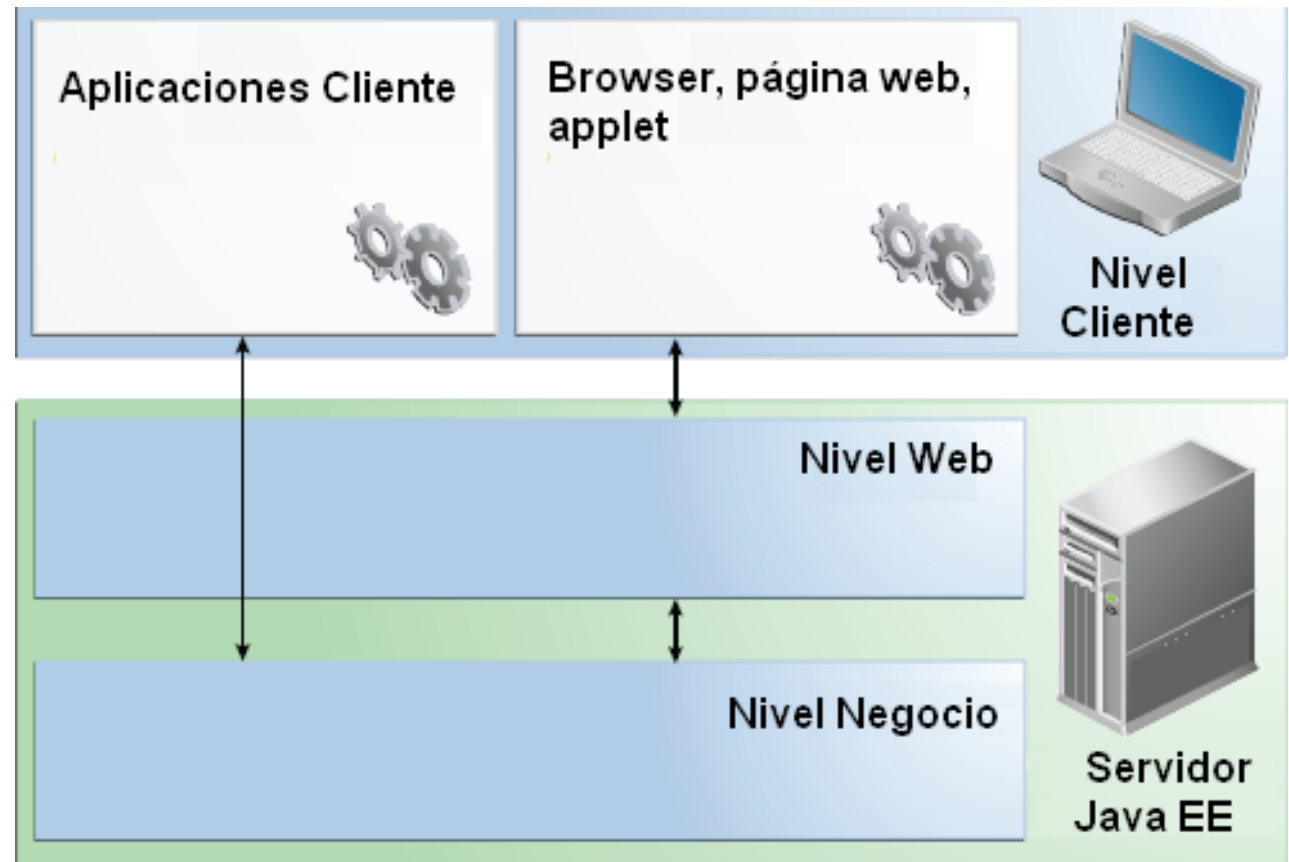 Aplicaciones Cliente
Browser, página web,
applet
Nivel
Cliente
Nivel Web
Nivel Negocio
Servidor
Java EE